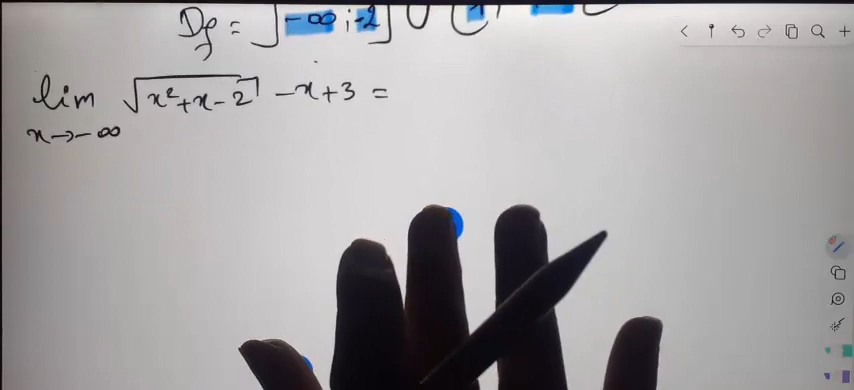 Df = ]-∞ ; -2] ∪ [1
lim √x²+x-2 -x+3 =
x→-∞